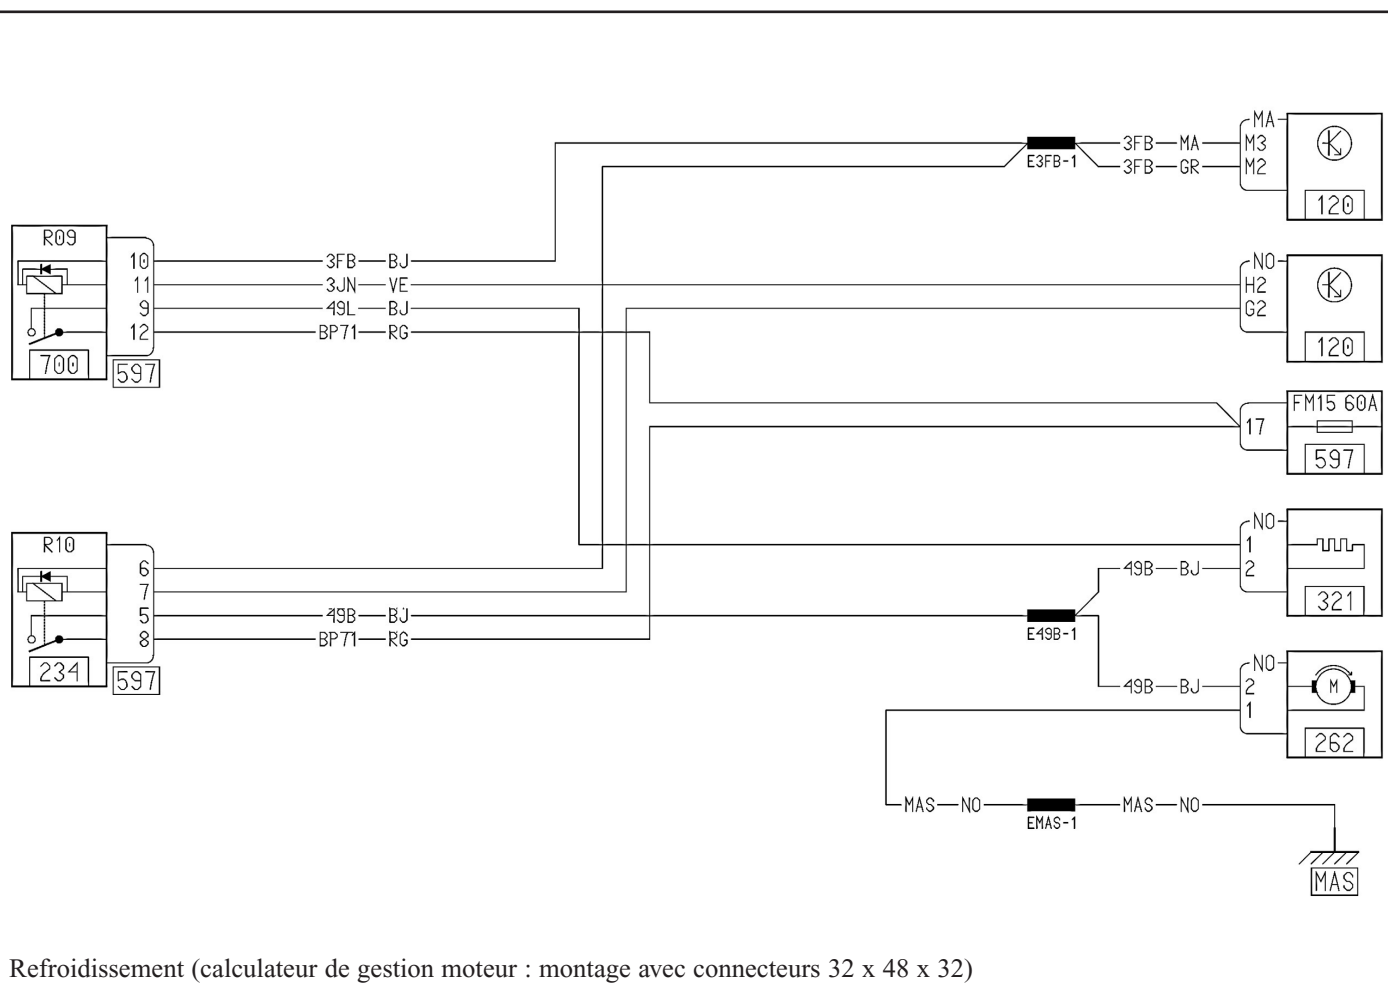 MA
3FB MA M3
E3FB-1
3FB GR M2
120
R09
10 3FB BJ
11 3JN VE
9 49L BJ
12 BP71 RG
700
597
NO
H2
G2
120
FM15 60A
17
597
R10
6
7
5 49B BJ
8 BP71 RG
234
597
NO
1
49B BJ 2
321
E49B-1
NO
49B BJ 2
1
262
M
MAS NO
EMAS-1
MAS NO
MAS
Refroidissement (calculateur de gestion moteur : montage avec connecteurs 32 x 48 x 32)